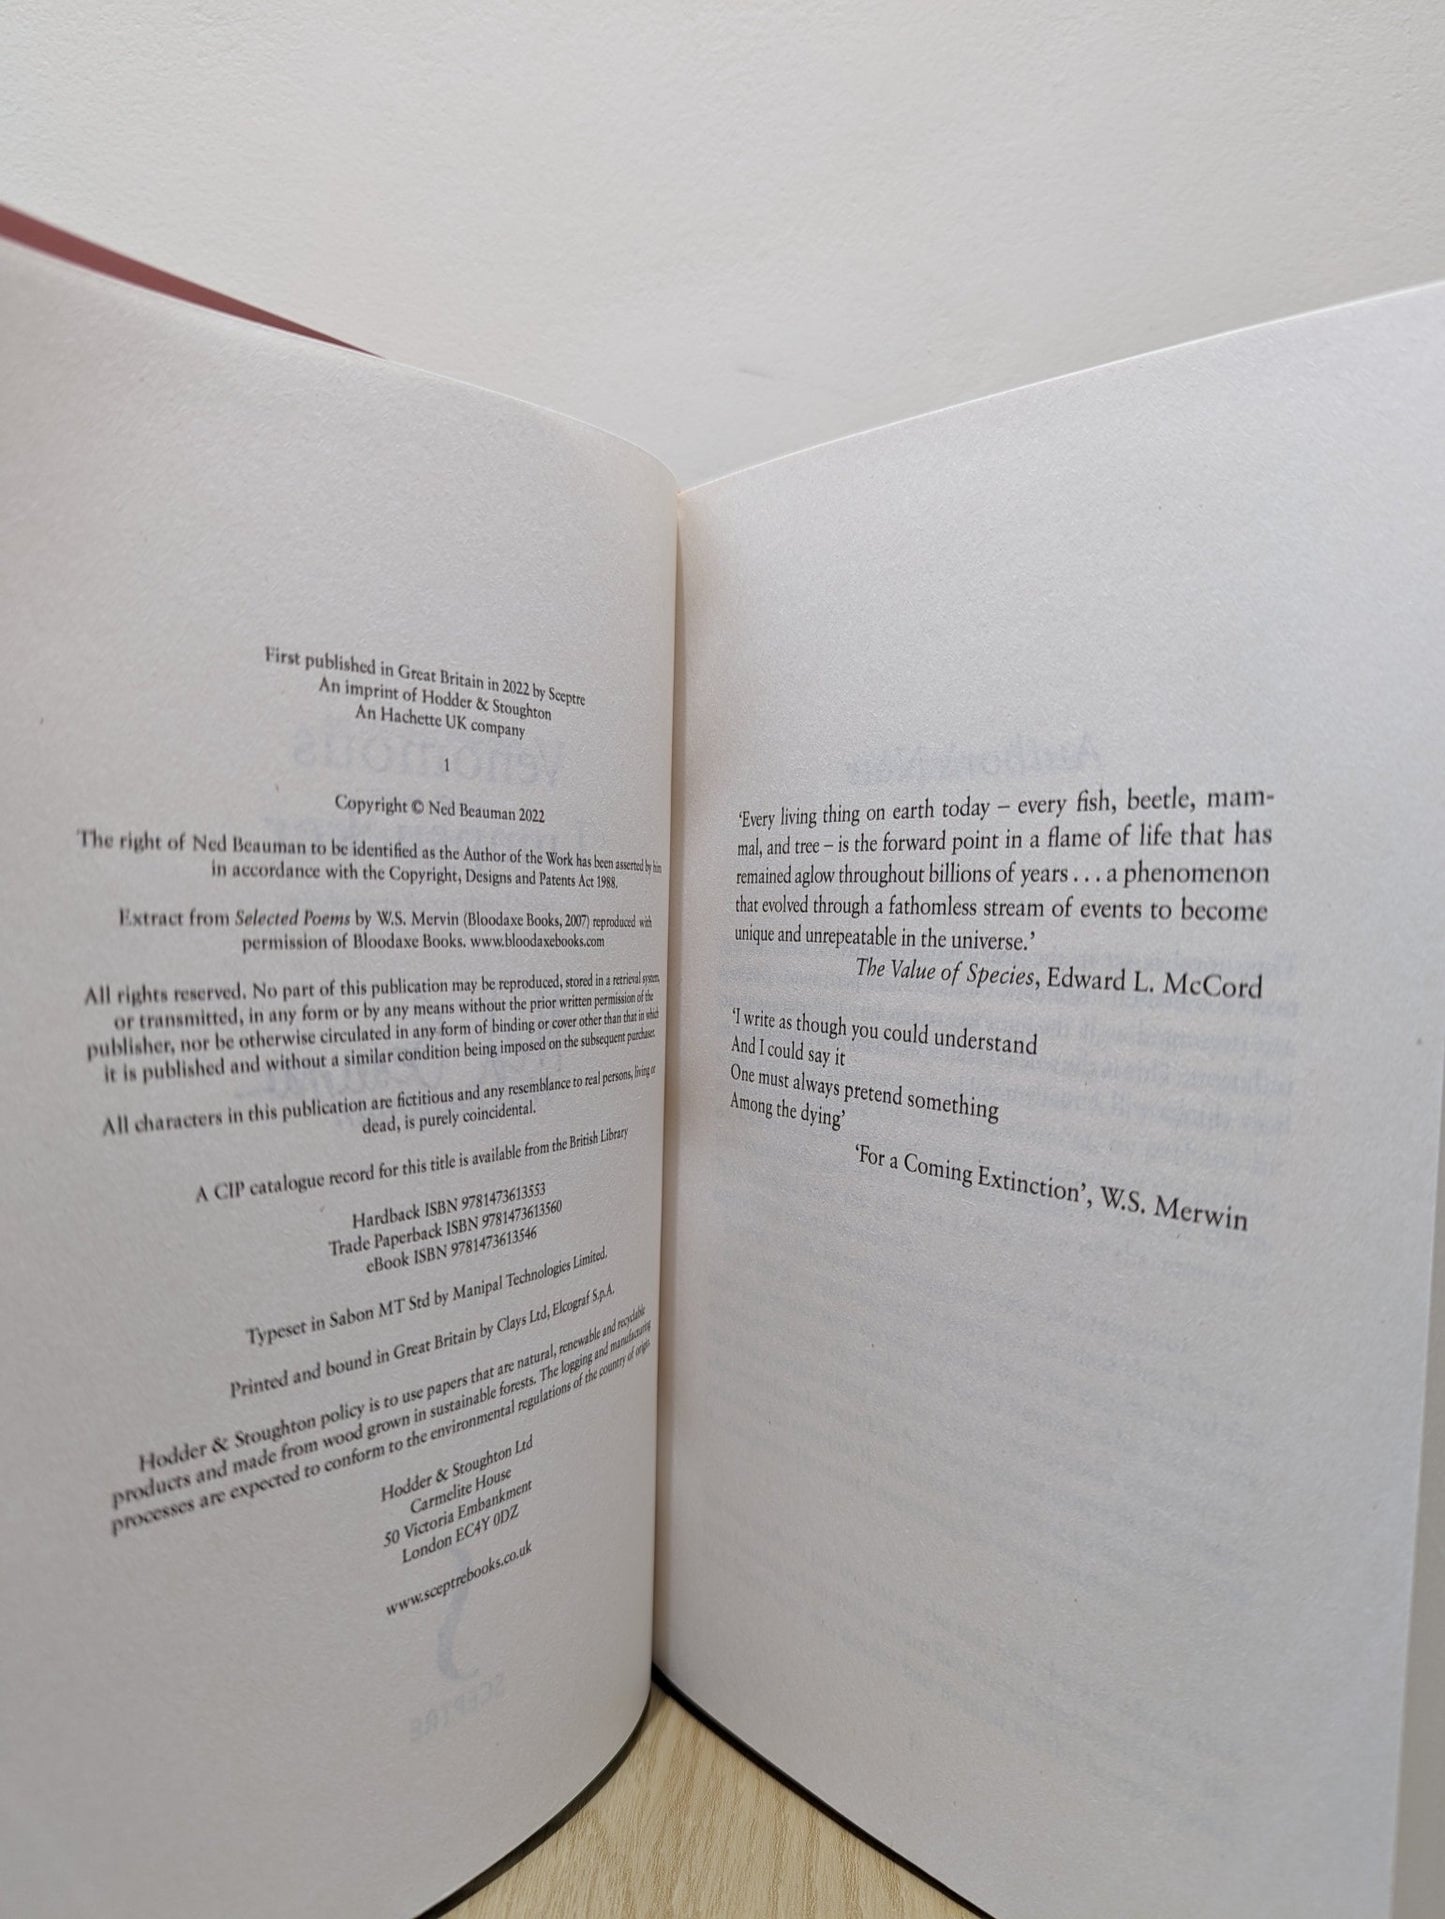 First published in Great Britain in 2022 by Sceptre
An imprint of Hodder & Stoughton
An Hachette UK company
1
Copyright © Ned Beauman 2022
The right of Ned Beauman to be identified as the Author of the Work has been asserted by him
in accordance with the Copyright, Designs and Patents Act 1988.
Extract from Selected Poems by W.S. Mervin (Bloodaxe Books, 2007) reproduced with
permission of Bloodaxe Books. www.bloodaxebooks.com
All rights reserved. No part of this publication may be reproduced, stored in a retrieval system,
or transmitted, in any form or by any means without the prior written permission of the
publisher, nor be otherwise circulated in any form of binding or cover other than that in which
it is published and without a similar condition being imposed on the subsequent purchaser.
All characters in this publication are fictitious and any resemblance to real persons, living or
dead, is purely coincidental.
A CIP catalogue record for this title is available from the British Library
Hardback ISBN 9781473613553
Trade Paperback ISBN 9781473613560
eBook ISBN 9781473613546
Typeset in Sabon MT Std by Manipal Technologies Limited.
Printed and bound in Great Britain by Clays Ltd, Elcograf S.p.A.
Hodder & Stoughton policy is to use papers that are natural, renewable and recyclable
products and made from wood grown in sustainable forests. The logging and manufacturing
processes are expected to conform to the environmental regulations of the country of origin.
Hodder & Stoughton Ltd
Carmelite House
50 Victoria Embankment
London EC4Y 0DZ
www.sceptrebooks.co.uk
‘Every living thing on earth today – every fish, beetle, mam-
mal, and tree – is the forward point in a flame of life that has
remained aglow throughout billions of years . . . a phenomenon
that evolved through a fathomless stream of events to become
unique and unrepeatable in the universe.’
The Value of Species, Edward L. McCord
‘I write as though you could understand
And I could say it
One must always pretend something
Among the dying’
‘For a Coming Extinction’, W.S. Merwin